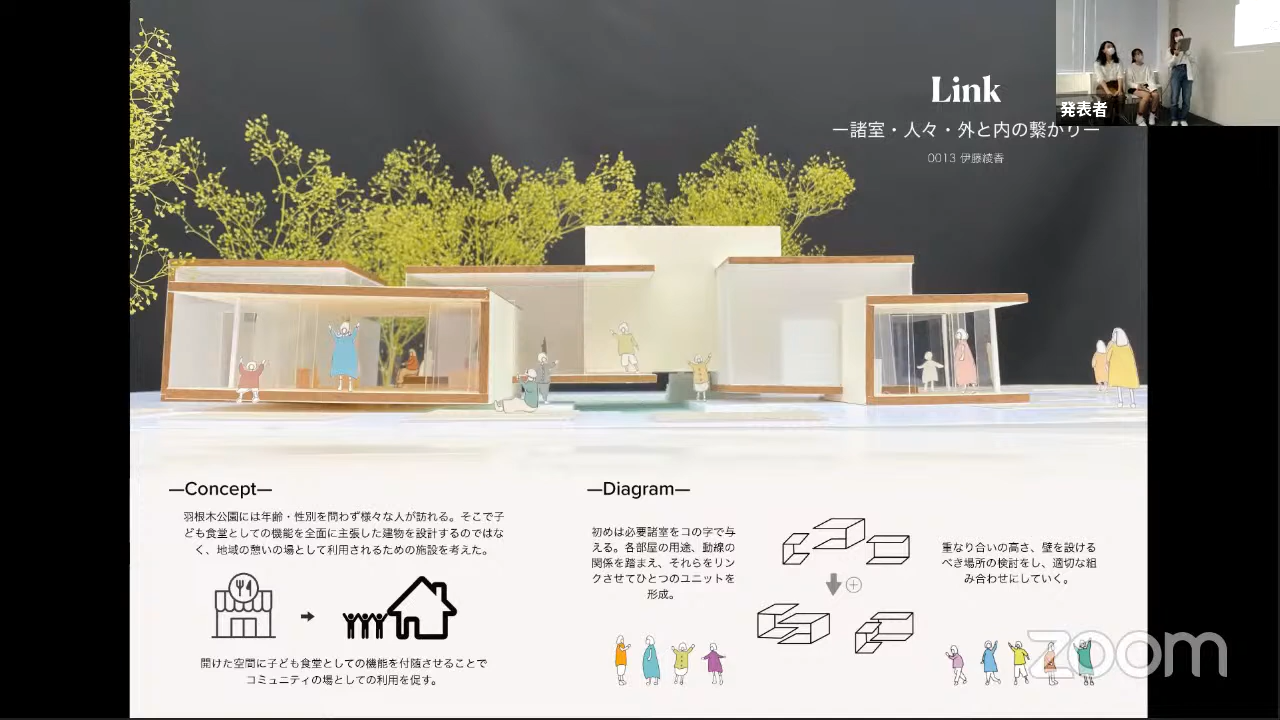 Link
ー諸室・人々・外と内の繋がりー
0013 伊藤綾香
発表者
—Concept—
羽根木公園には年齢・性別を問わず様々な人が訪れる。そこで子
ども食堂としての機能を全面に主張した建物を設計するのではな
く、地域の憩いの場として利用されるための施設を考えた。
開けた空間に子ども食堂としての機能を付随させることで
コミュニティの場としての利用を促す。
—Diagram—
初めは必要諸室をコの字で与
える。各部屋の用途、動線の
関係を踏まえ、それらをリン
クさせてひとつのユニットを
形成。
重なり合いの高さ、壁を設ける
べき場所の検討をし、適切な組
み合わせにしていく。
zoom